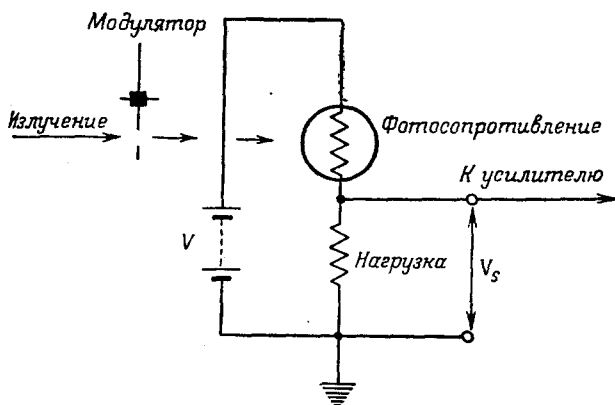 Модулятор
Излучение
Фотосопротивление
К усилителю
V
Нагрузка
V_s